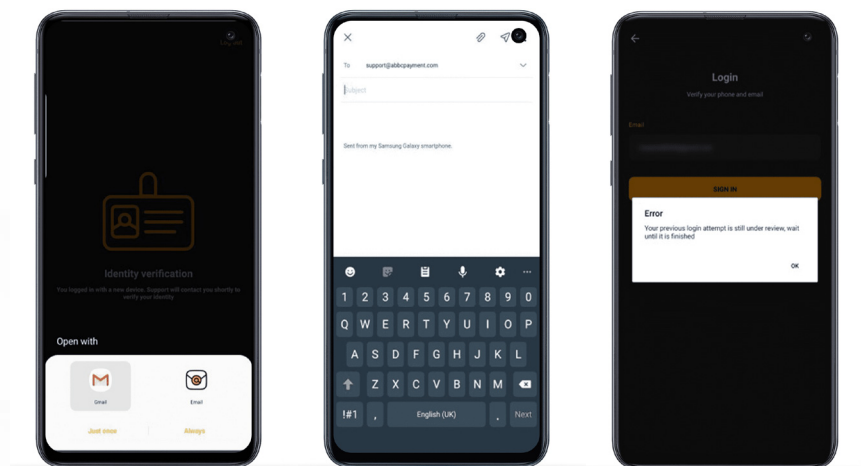 Identity verification
You logged in with a new device. Support will contact you shortly to
verify your identity
Open with
Gmail
Email
Just once
Always
To support@abbcpayment.com
Subject
Sent from my Samsung Galaxy smartphone.
1 2 3 4 5 6 7 8 9 0
Q W E R T Y U I O P
A S D F G H J K L
Z X C V B N M
!#1 , English (UK) . Next
Login
Verify your phone and email
Email
SIGN IN
Error
Your previous login attempt is still under review, wait
until it is finished
OK